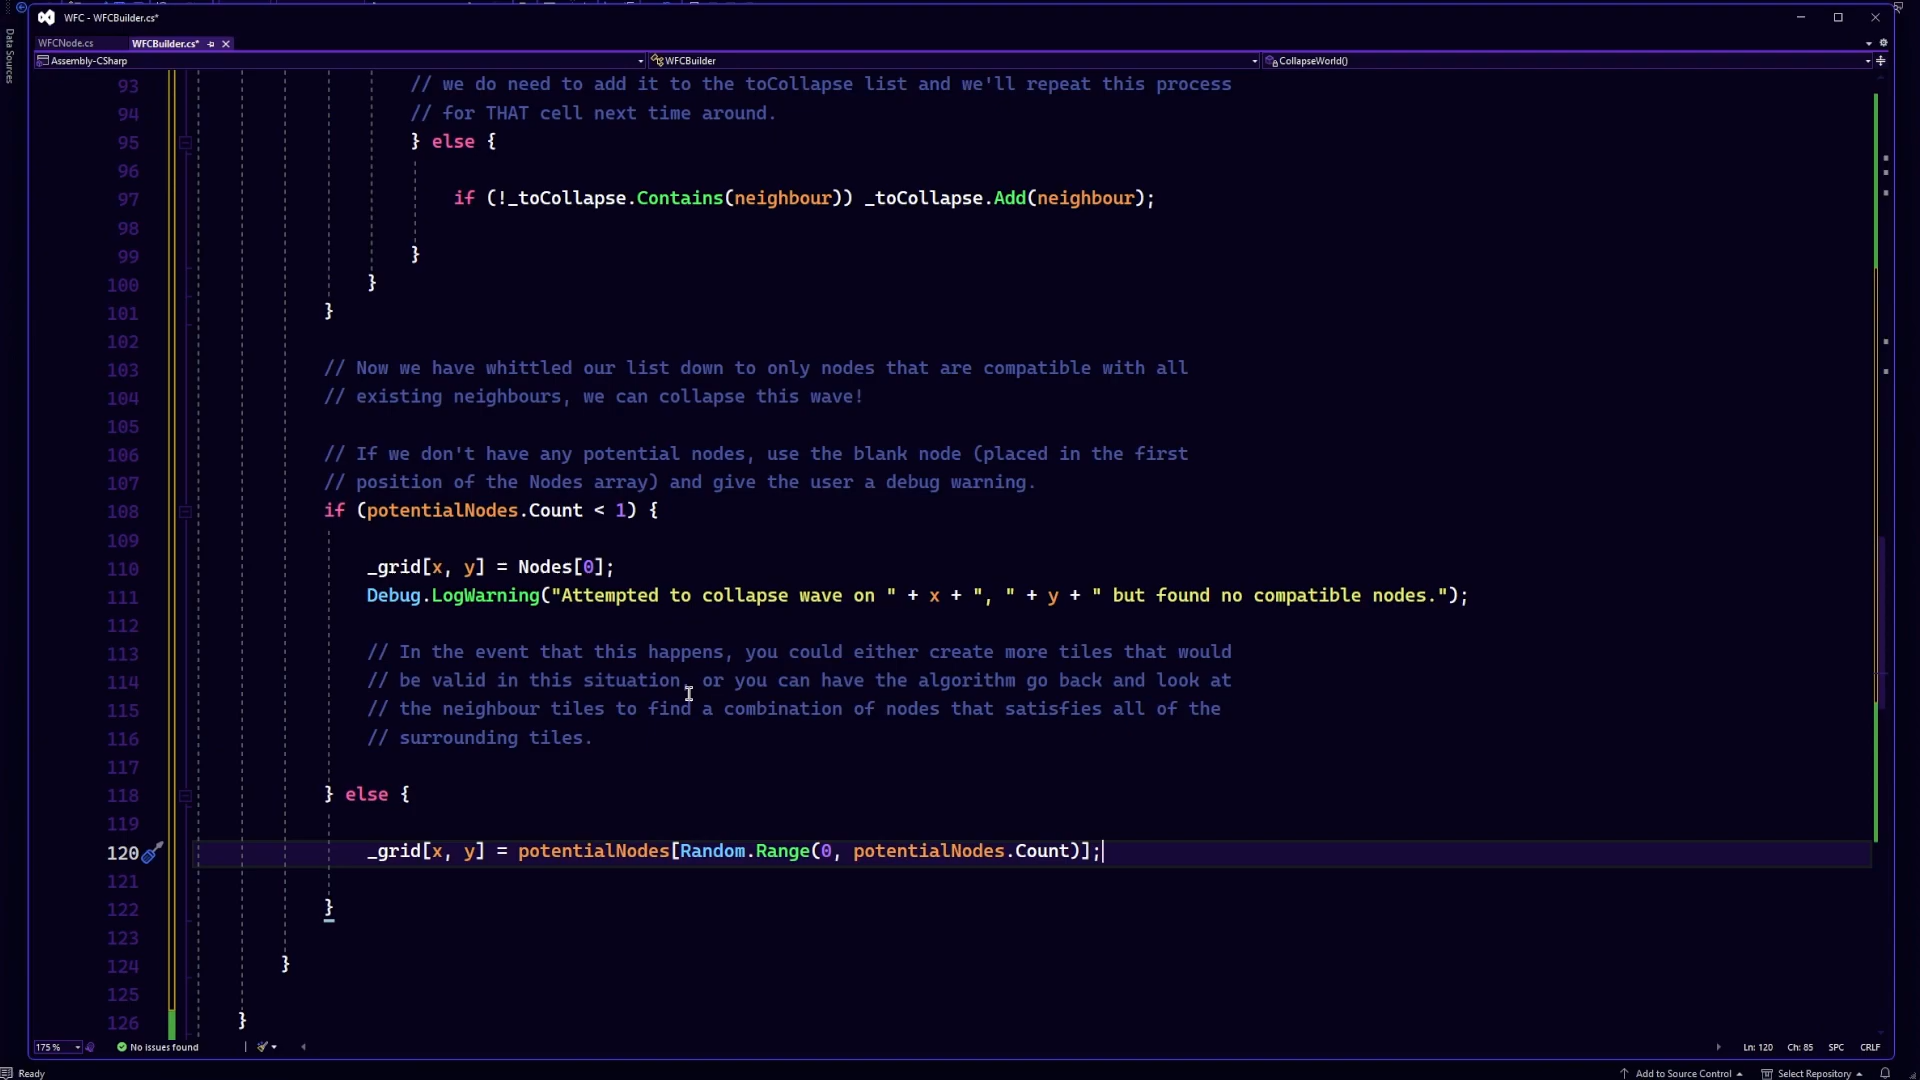 WFC - WFCBuilder.cs*
Data Sources
WFCNode.cs
WFCBuilder.cs*
Assembly-CSharp
WFCBuilder
CollapseWorld()
93 // we do need to add it to the toCollapse list and we'll repeat this process
94 // for THAT cell next time around.
95 } else {
96
97 if (!_toCollapse.Contains(neighbour)) _toCollapse.Add(neighbour);
98
99 }
100 }
101 }
102
103 // Now we have whittled our list down to only nodes that are compatible with all
104 // existing neighbours, we can collapse this wave!
105
106 // If we don't have any potential nodes, use the blank node (placed in the first
107 // position of the Nodes array) and give the user a debug warning.
108 if (potentialNodes.Count < 1) {
109
110 _grid[x, y] = Nodes[0];
111 Debug.LogWarning("Attempted to collapse wave on " + x + ", " + y + " but found no compatible nodes.");
112
113 // In the event that this happens, you could either create more tiles that would
114 // be valid in this situation, or you can have the algorithm go back and look at
115 // the neighbour tiles to find a combination of nodes that satisfies all of the
116 // surrounding tiles.
117
118 } else {
119
120 _grid[x, y] = potentialNodes[Random.Range(0, potentialNodes.Count)];
121
122 }
123
124 }
125
126 }
175 %
No issues found
Ln: 120
Ch: 85
SPC
CRLF
Ready
Add to Source Control
Select Repository